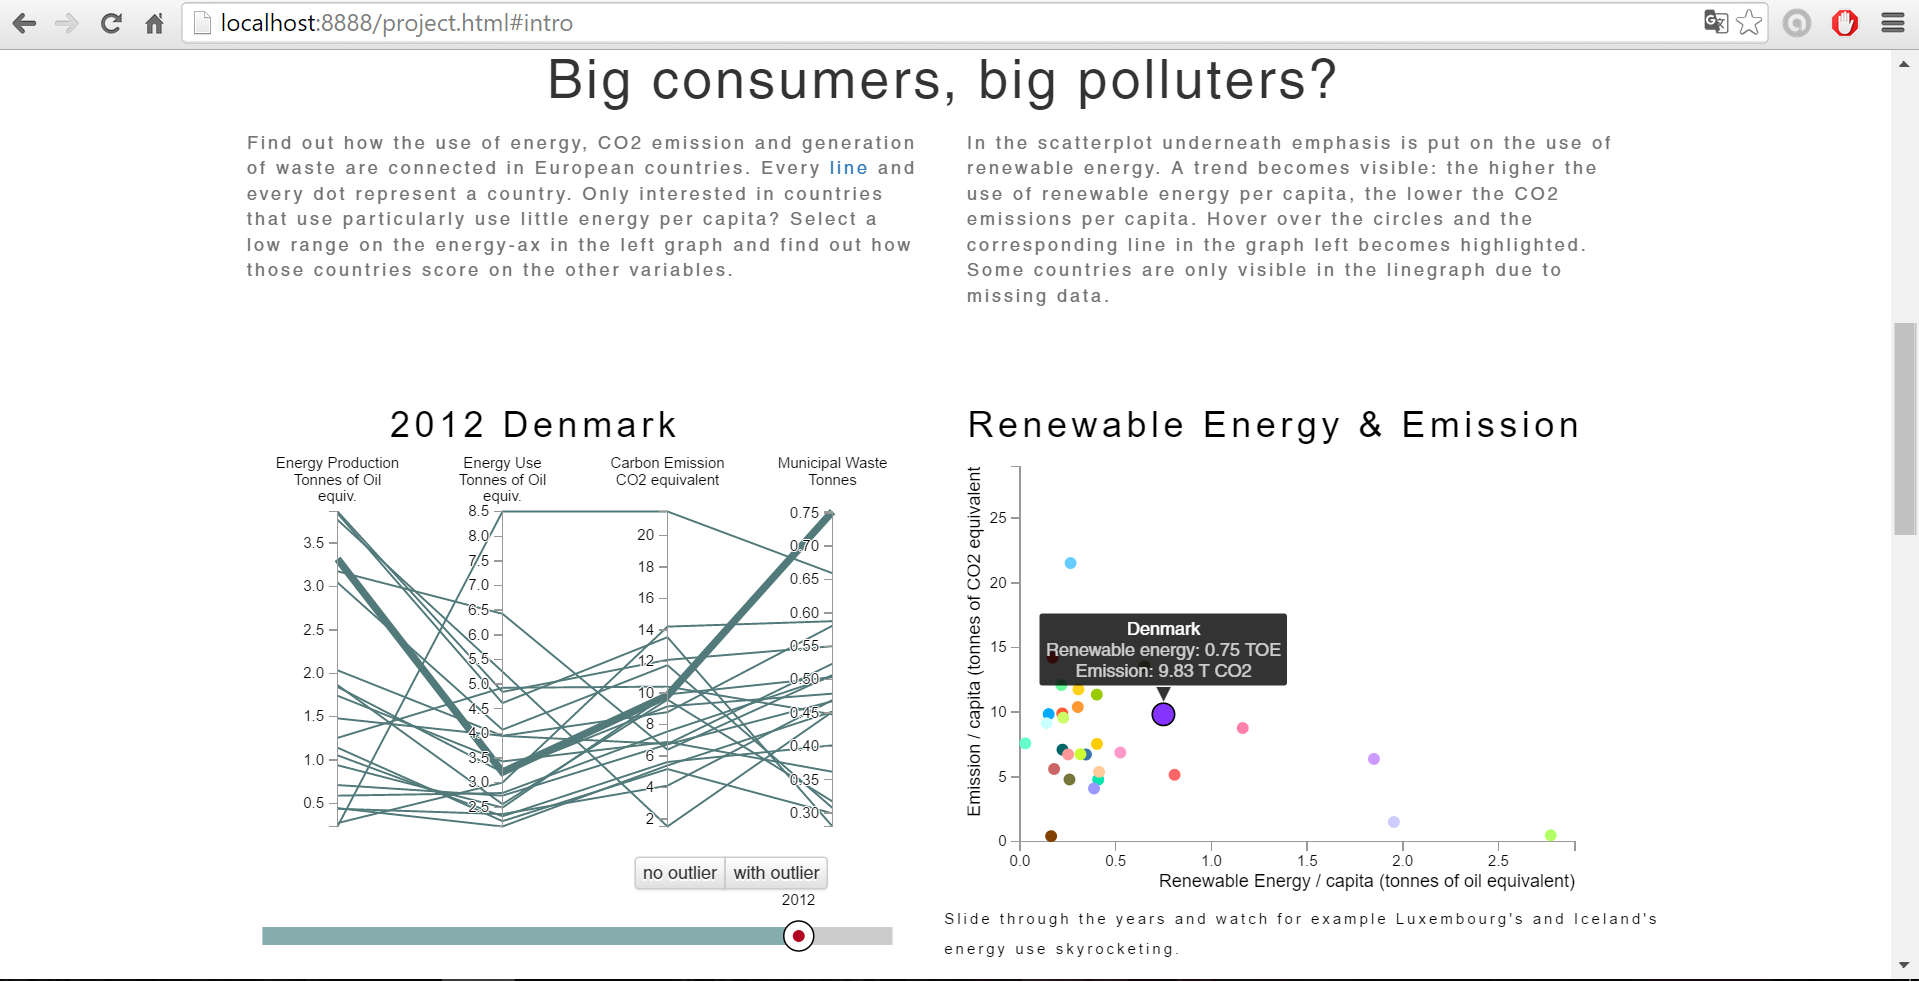 localhost:8888/project.html#intro
Big consumers, big polluters?
Find out how the use of energy, CO2 emission and generation
of waste are connected in European countries. Every line and
every dot represent a country. Only interested in countries
that use particularly use little energy per capita? Select a
low range on the energy-ax in the left graph and find out how
those countries score on the other variables.
In the scatterplot underneath emphasis is put on the use of
renewable energy. A trend becomes visible: the higher the
use of renewable energy per capita, the lower the CO2
emissions per capita. Hover over the circles and the
corresponding line in the graph left becomes highlighted.
Some countries are only visible in the linegraph due to
missing data.
2012 Denmark
Energy Production
Tonnes of Oil
equiv.
3.5
3.0
2.5
2.0
1.5
1.0
0.5
Energy Use
Tonnes of Oil
equiv.
8.5
8.0
7.5
7.0
6.5
6.0
5.5
5.0
4.5
4.0
3.5
3.0
2.5
Carbon Emission
CO2 equivalent
20
18
16
14
12
10
8
6
4
2
Municipal Waste
Tonnes
0.75
0.70
0.65
0.60
0.55
0.50
0.45
0.40
0.35
0.30
no outlier
with outlier
2012
Renewable Energy & Emission
Emission / capita (tonnes of CO2 equivalent
25
20
15
10
5
0
Denmark
Renewable energy: 0.75 TOE
Emission: 9.83 T CO2
0.0
0.5
1.0
1.5
2.0
2.5
Renewable Energy / capita (tonnes of oil equivalent)
Slide through the years and watch for example Luxembourg's and Iceland's
energy use skyrocketing.